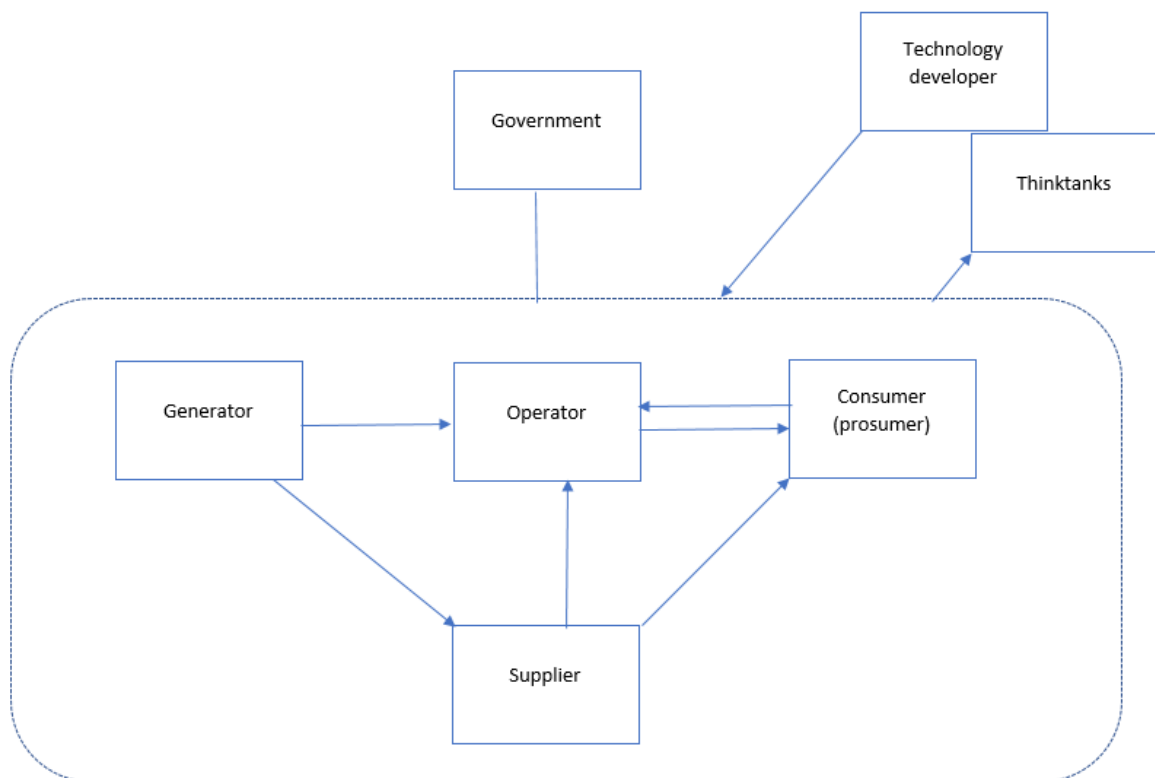 Technology
developer
Government
Thinktanks
Generator
Operator
Consumer
(prosumer)
Supplier